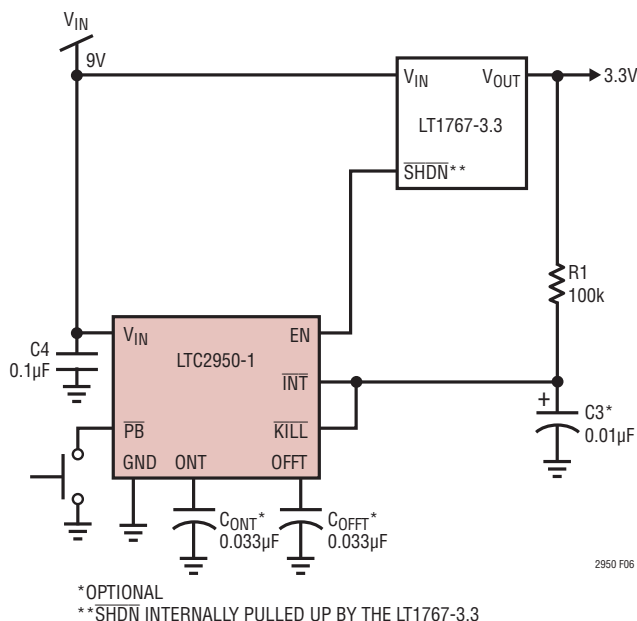 VIN
9V
VIN
VOUT
3.3V
LT1767-3.3
SHDN**
R1
100k
C4
0.1µF
VIN
EN
LTC2950-1
INT
PB
KILL
GND
ONT
OFFT
+
C3*
0.01µF
CONT*
0.033µF
COFFT*
0.033µF
2950 F06
*OPTIONAL
**SHDN INTERNALLY PULLED UP BY THE LT1767-3.3